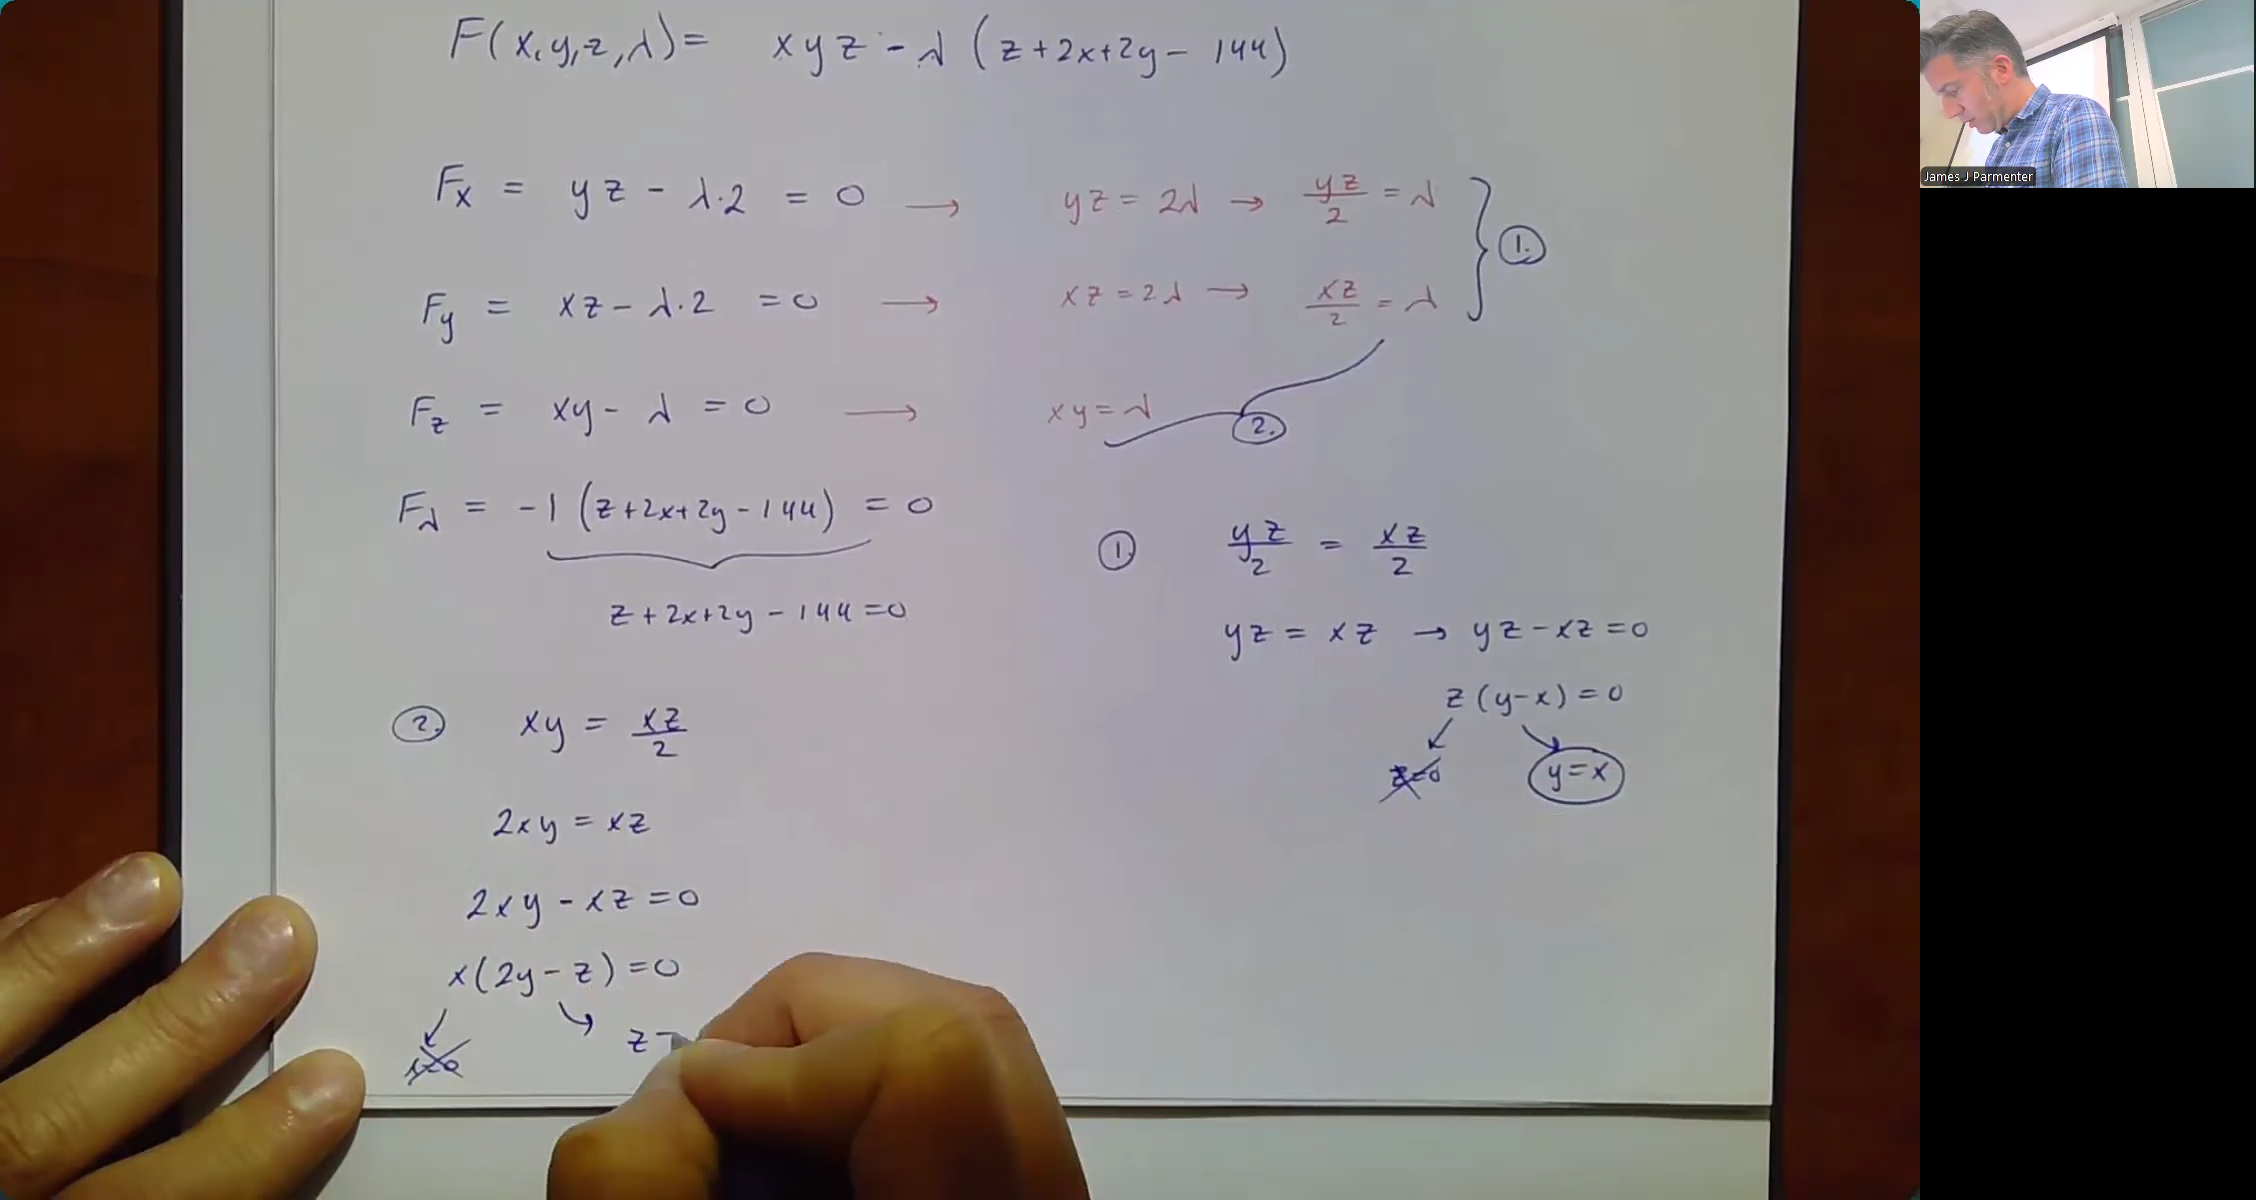 F(x,y,z,λ) = xyz - λ (z+2x+2y - 144)
James J Parmenter
Fx = yz - λ·2 = 0 → yz = 2λ → yz/2 = λ
1.
Fy = xz - λ·2 = 0 → xz = 2λ → xz/2 = λ
Fz = xy - λ = 0 → xy = λ
2.
Fλ = -1 (z+2x+2y - 144) = 0
z + 2x+2y - 144 = 0
1. yz/2 = xz/2
yz = xz → yz - xz = 0
z (y-x) = 0
z=0 y=x
2. xy = xz/2
2xy = xz
2xy - xz = 0
x(2y - z) = 0
x=0 z =